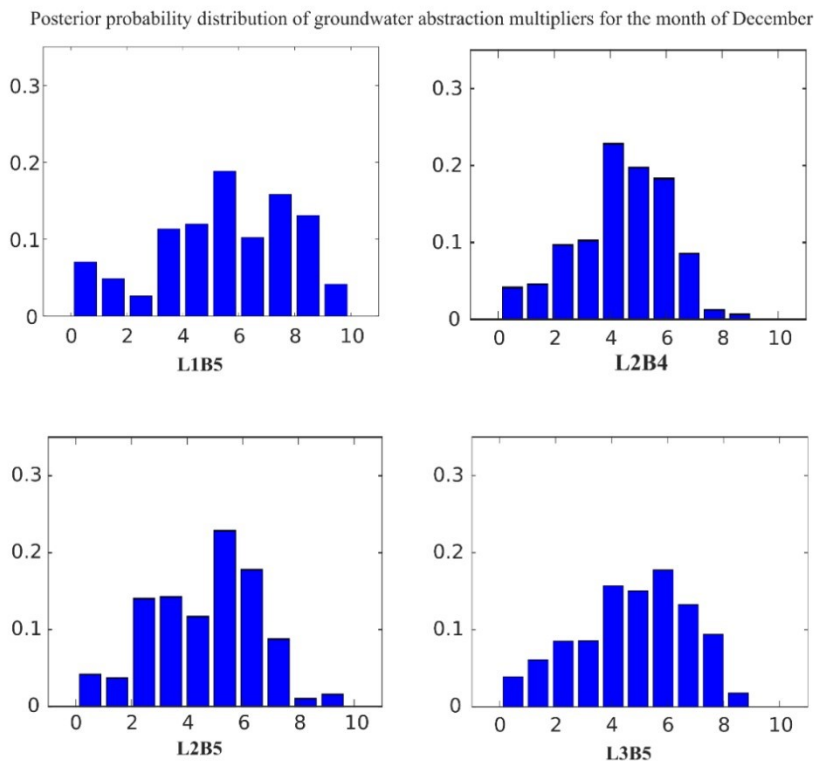 Posterior probability distribution of groundwater abstraction multipliers for the month of December
0.3
0.2
0.1
0
0 2 4 6 8 10
L1B5
0.3
0.2
0.1
0
0 2 4 6 8 10
L2B4
0.3
0.2
0.1
0
0 2 4 6 8 10
L2B5
0.3
0.2
0.1
0
0 2 4 6 8 10
L3B5